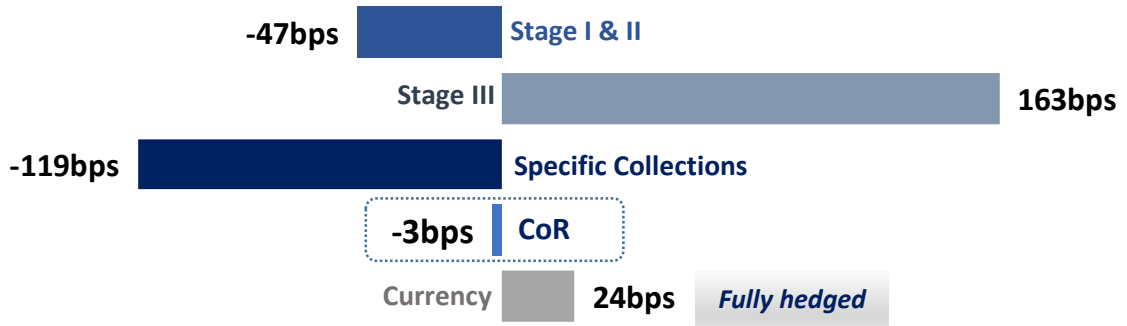 -47bps Stage I & II
Stage III 163bps
-119bps Specific Collections
-3bps CoR
Currency 24bps Fully hedged